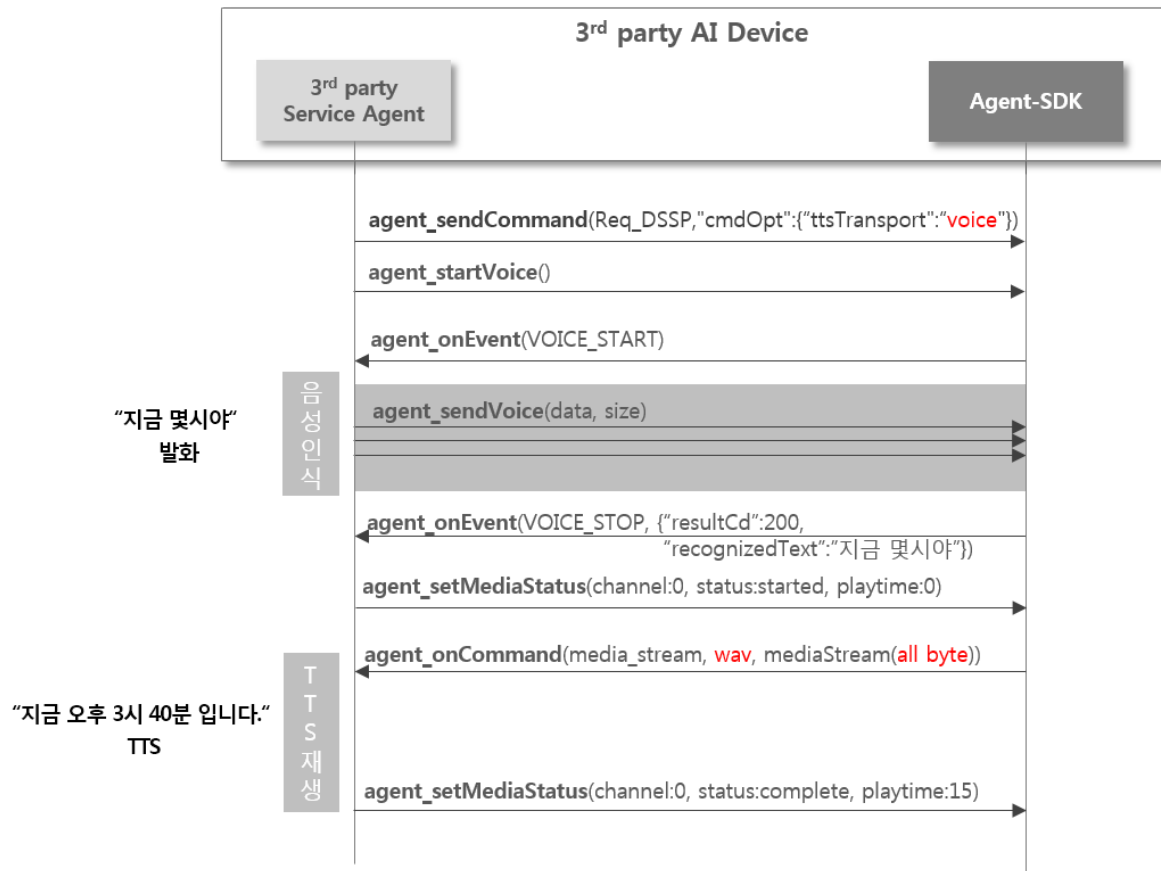 3rd party AI Device
3rd party
Service Agent
Agent-SDK
agent_sendCommand(Req_DSSP,"cmdOpt":{“ttsTransport":“voice"})
agent_startVoice()
agent_onEvent(VOICE_START)
음
성
인
식
“지금 몇시야“
발화
agent_sendVoice(data, size)
agent_onEvent(VOICE_STOP, {“resultCd”:200,
“recognizedText”:”지금 몇시야”})
agent_setMediaStatus(channel:0, status:started, playtime:0)
agent_onCommand(media_stream, wav, mediaStream(all byte))
T
T
S
재
생
“지금 오후 3시 40분 입니다.“
TTS
agent_setMediaStatus(channel:0, status:complete, playtime:15)